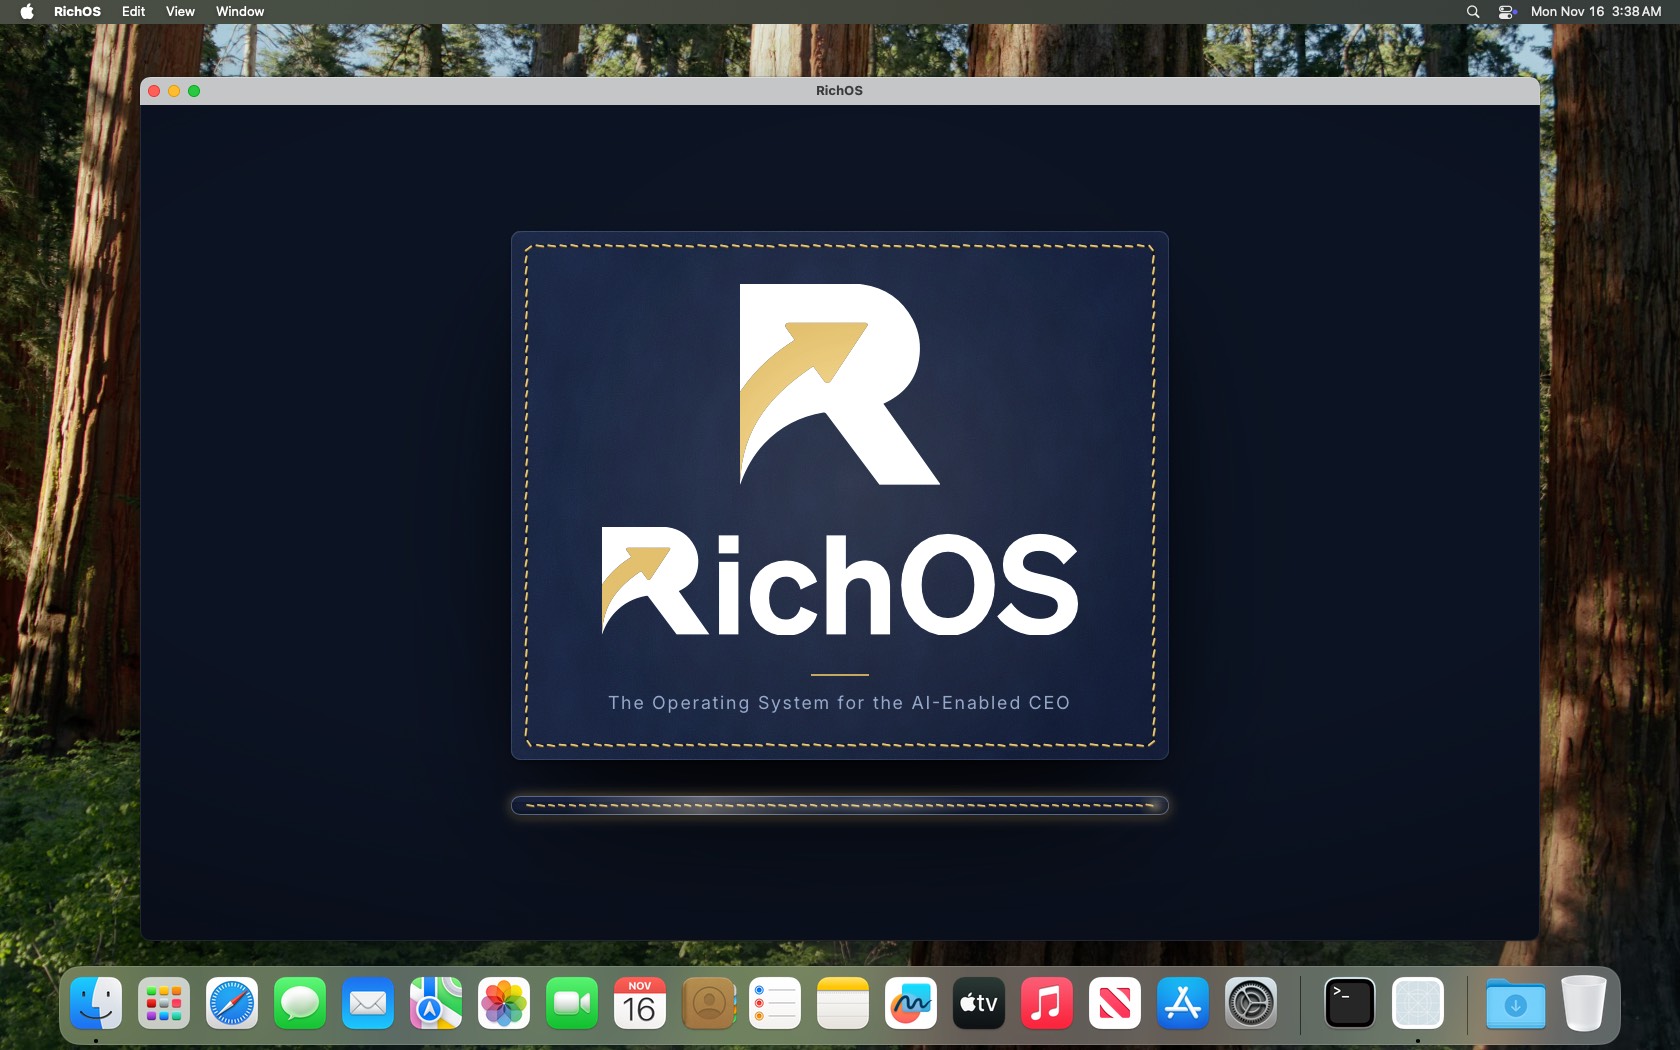 RichOS Edit View Window Mon Nov 16 3:38 AM
RichOS
R
RichOS
The Operating System for the AI-Enabled CEO
NOV
16
tv
>_